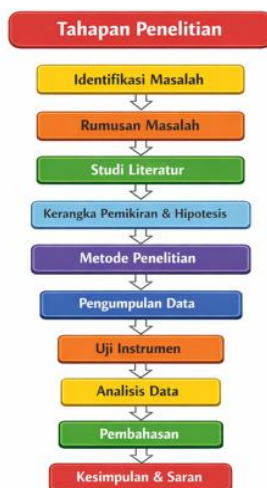 Tahapan Penelitian
Identifikasi Masalah
Rumusan Masalah
Studi Literatur
Kerangka Pemikiran & Hipotesis
Metode Penelitian
Pengumpulan Data
Uji Instrumen
Analisis Data
Pembahasan
Kesimpulan & Saran